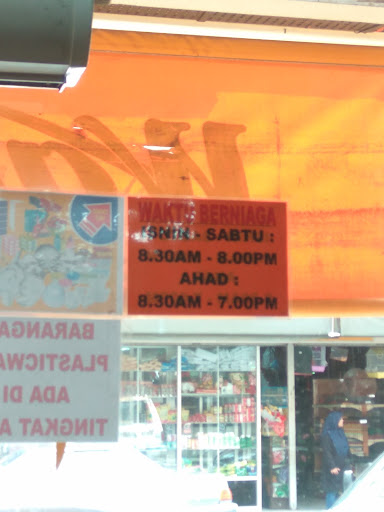 WAKTU BERNIAGA
ISNIN - SABTU :
8.30AM - 8.00PM
AHAD :
8.30AM - 7.00PM
BARANGA
PLASTICWA
ADA DI
TINGKAT A